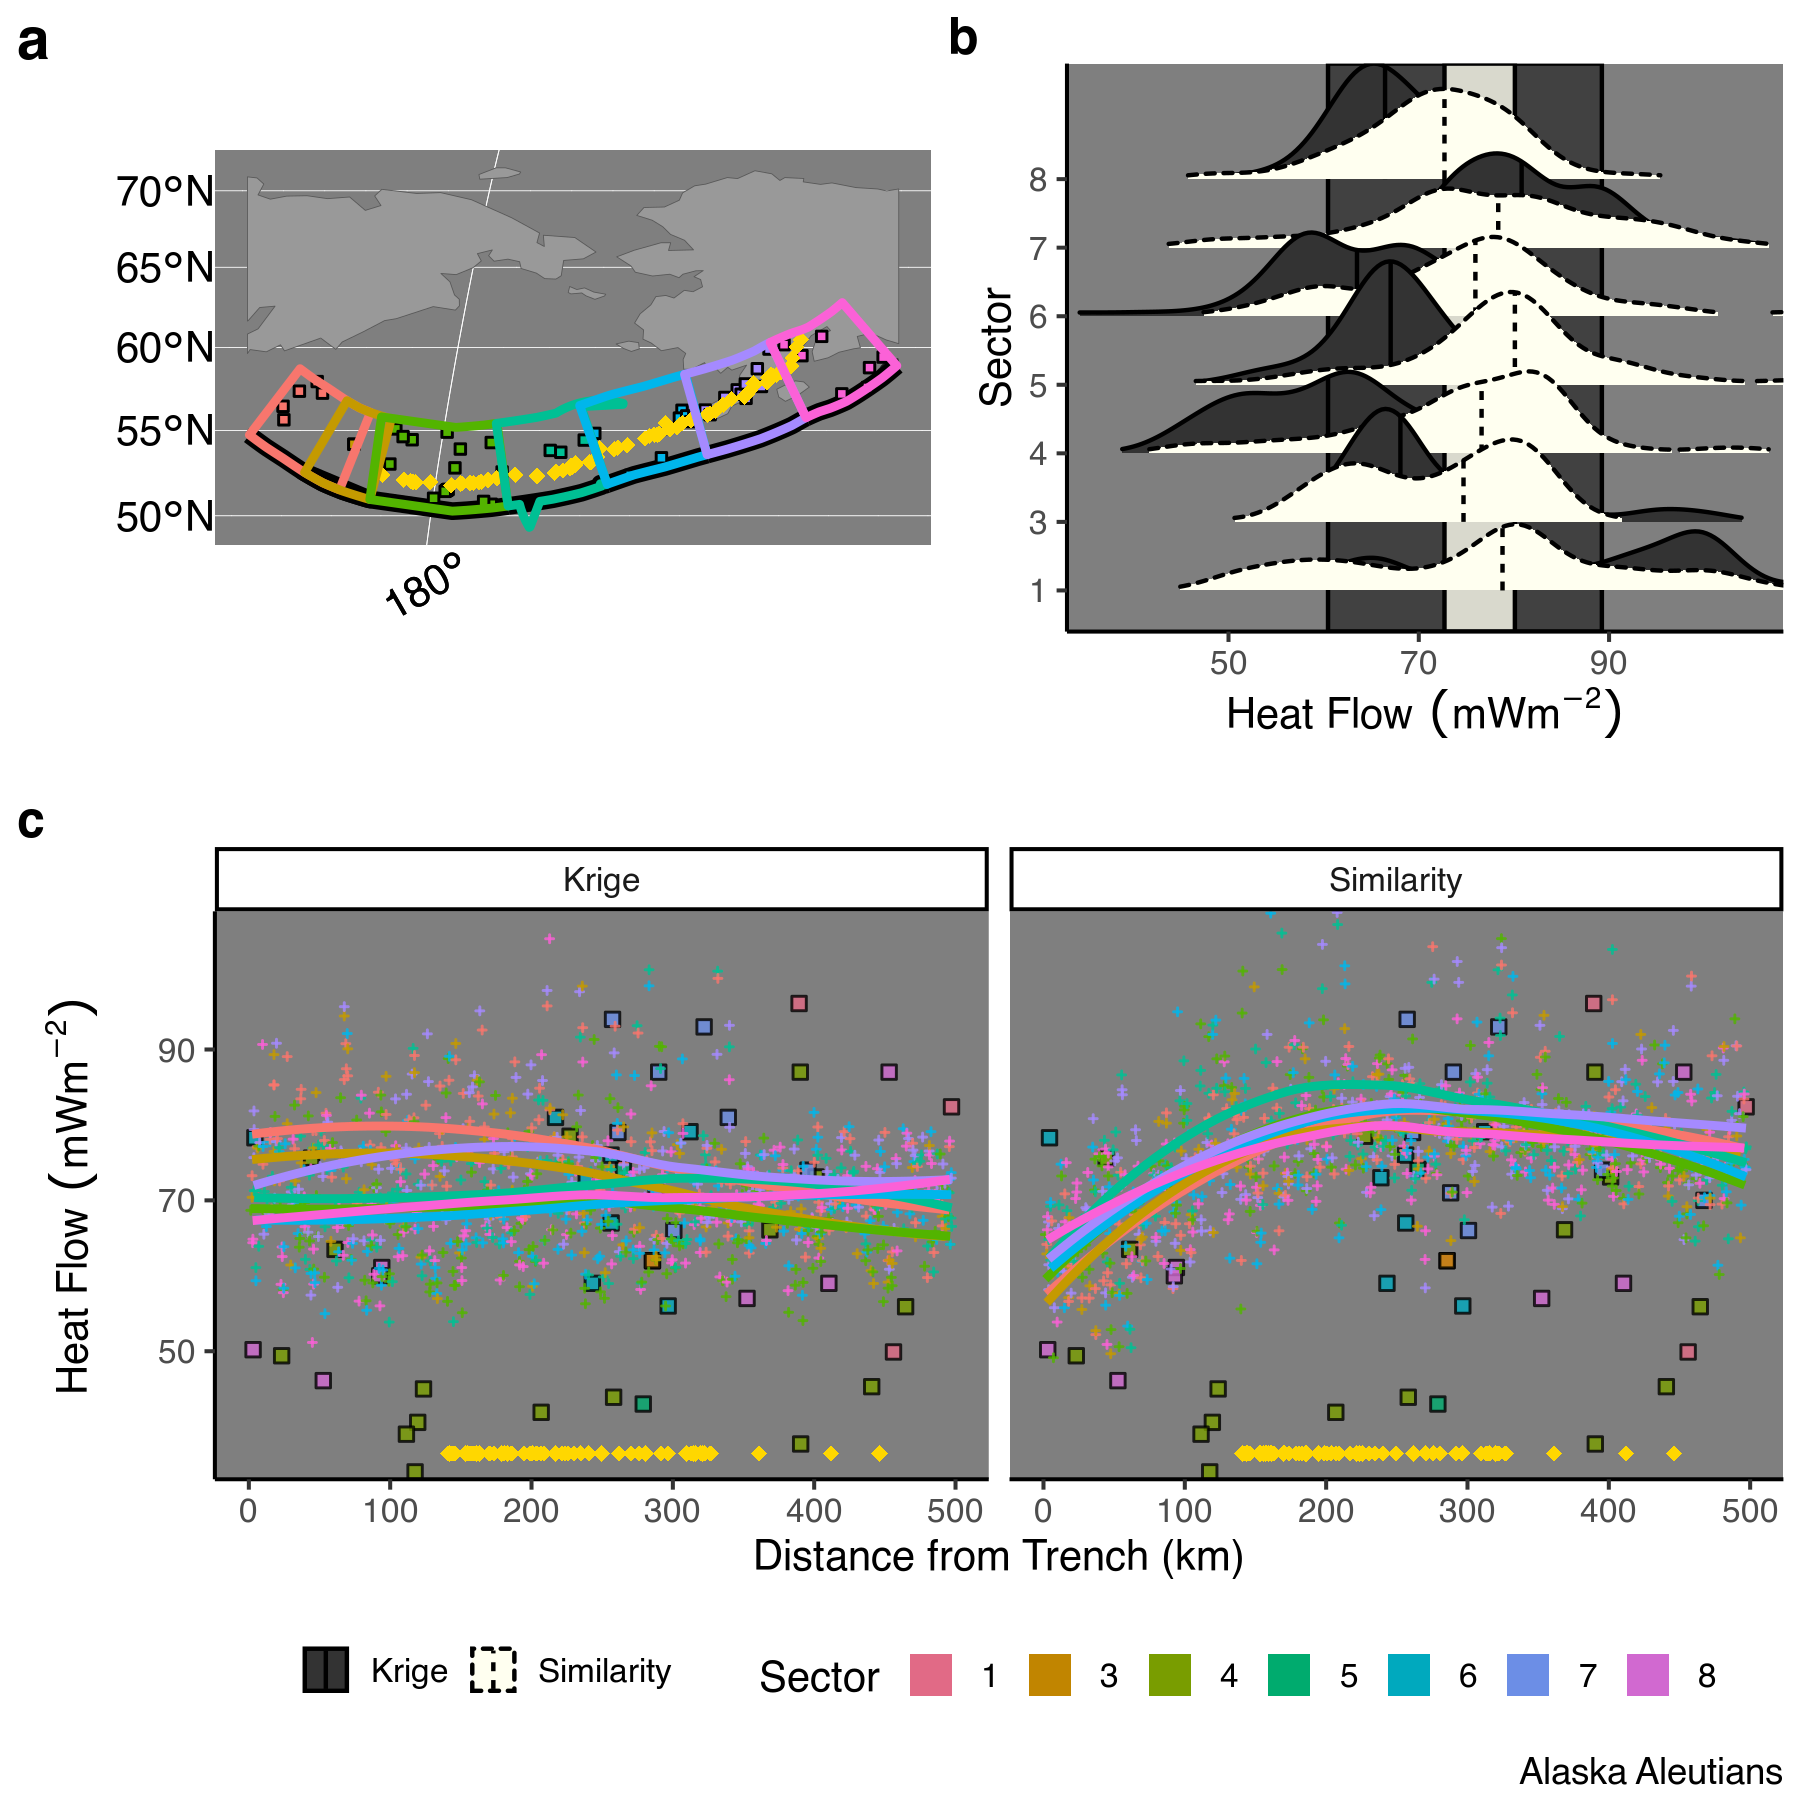 a
70°N
65°N
60°N
55°N
50°N
180°
b
Sector
8
7
6
5
4
3
1
50 70 90
Heat Flow (mWm−2)
c
Krige Similarity
Heat Flow (mWm−2)
90
70
50
0 100 200 300 400 500 0 100 200 300 400 500
Distance from Trench (km)
Krige Similarity Sector 1 3 4 5 6 7 8
Alaska Aleutians